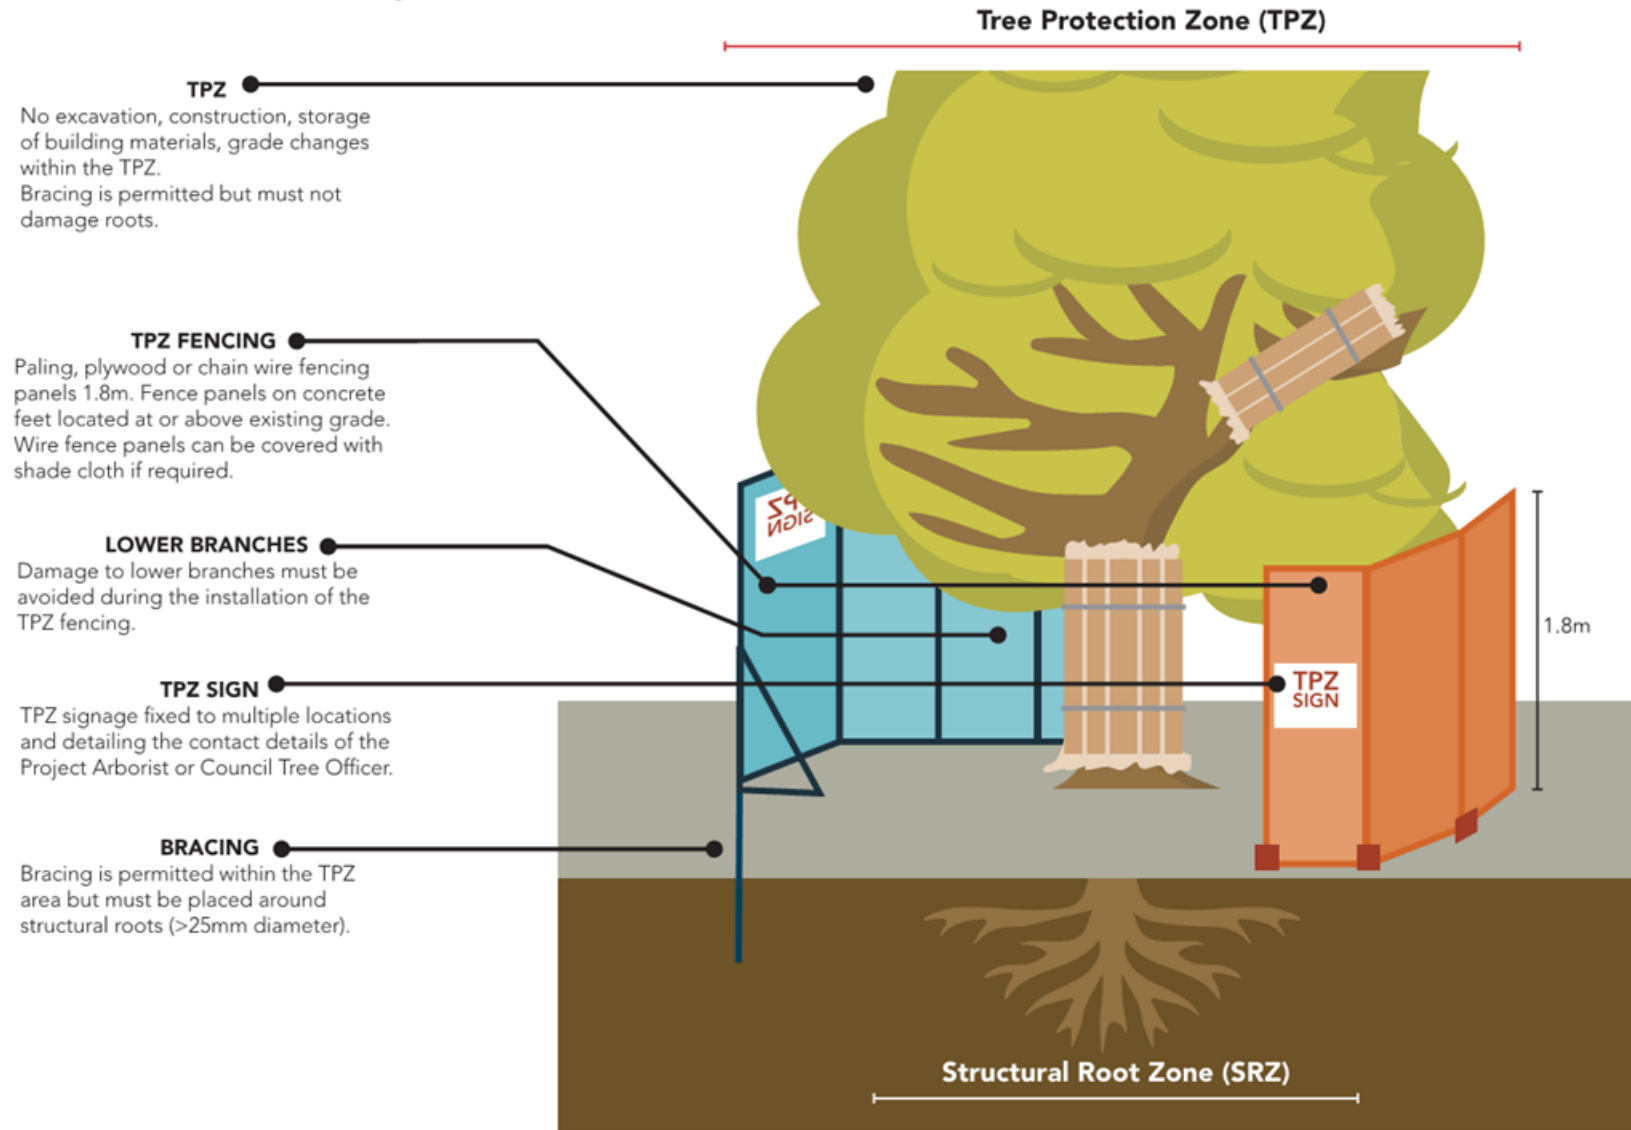 Tree Protection Zone (TPZ)
TPZ
No excavation, construction, storage
of building materials, grade changes
within the TPZ.
Bracing is permitted but must not
damage roots.
TPZ FENCING
Paling, plywood or chain wire fencing
panels 1.8m. Fence panels on concrete
feet located at or above existing grade.
Wire fence panels can be covered with
shade cloth if required.
TPZ
SIGN
LOWER BRANCHES
Damage to lower branches must be
avoided during the installation of the
TPZ fencing.
1.8m
TPZ SIGN
TPZ signage fixed to multiple locations
and detailing the contact details of the
Project Arborist or Council Tree Officer.
TPZ
SIGN
BRACING
Bracing is permitted within the TPZ
area but must be placed around
structural roots (>25mm diameter).
Structural Root Zone (SRZ)